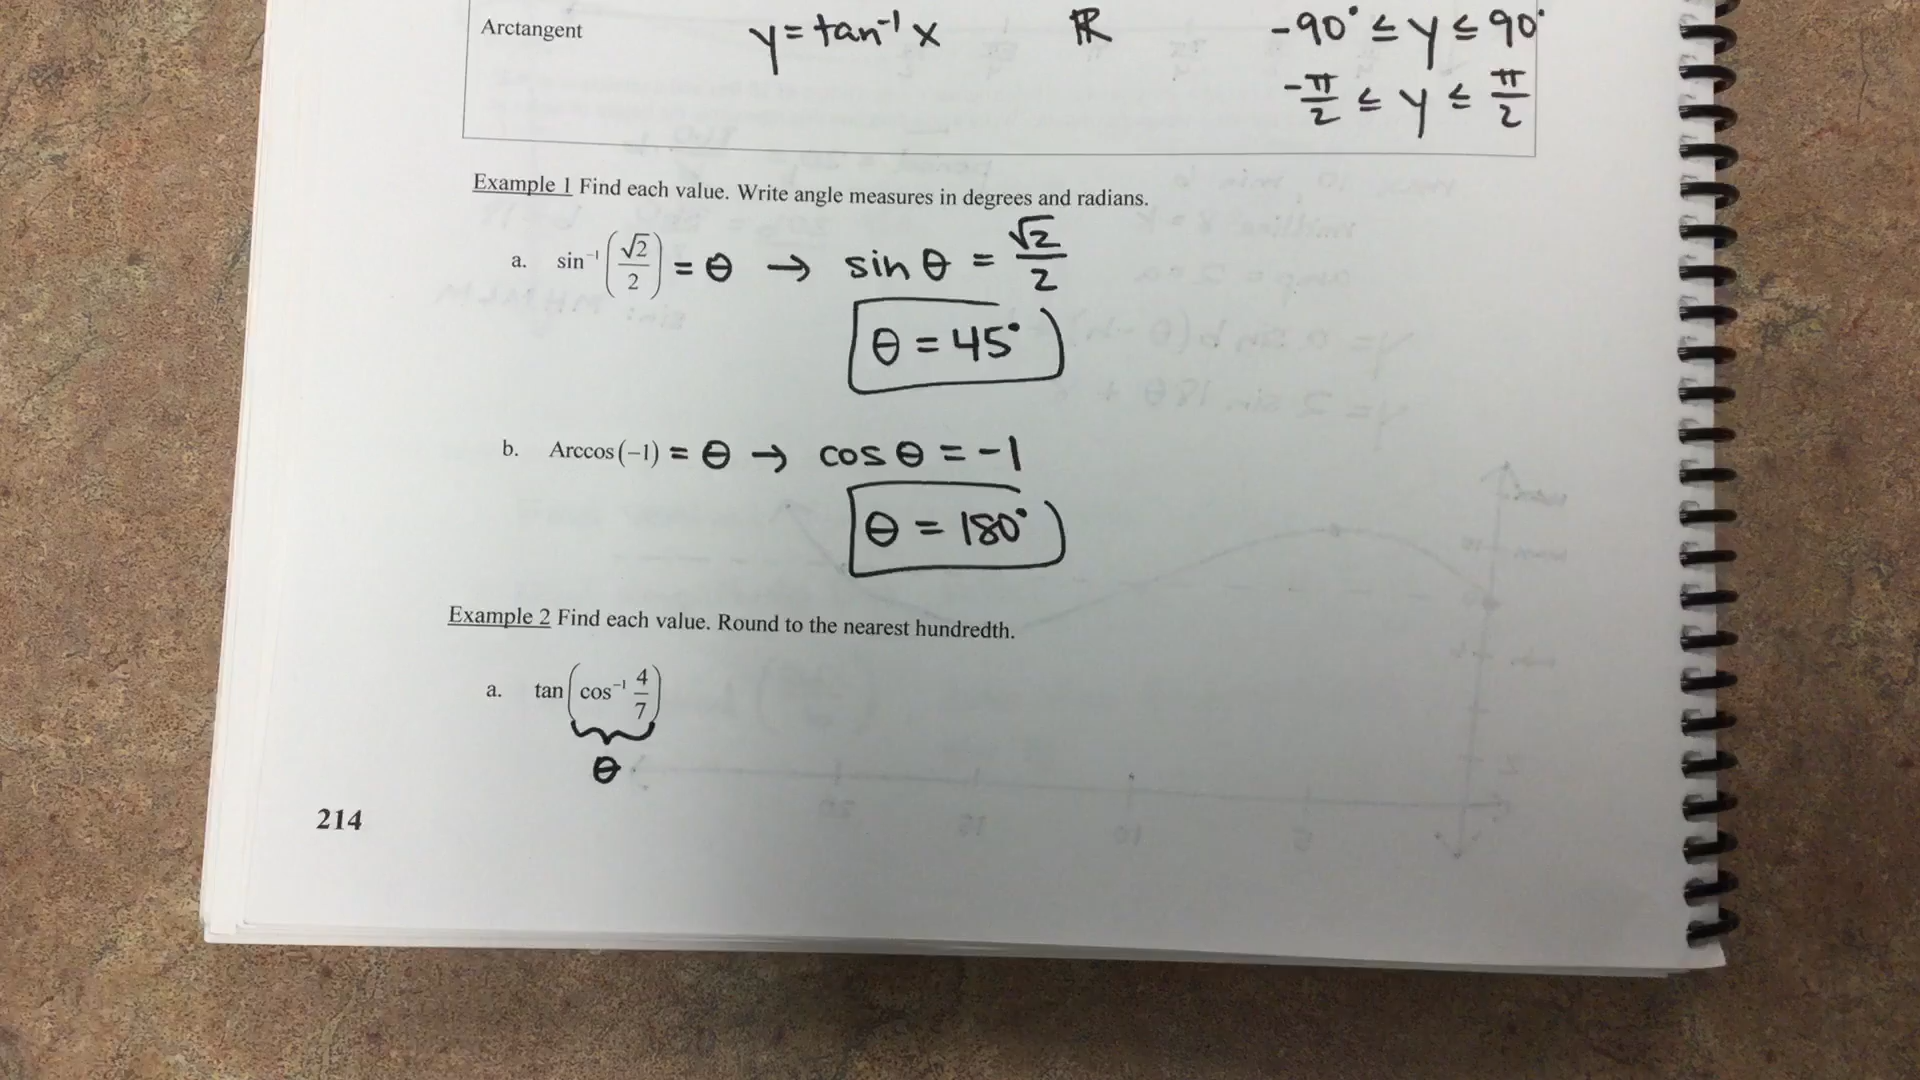 Arctangent y = tan⁻¹ x ℝ -90° ≤ y ≤ 90°
-π/2 ≤ y ≤ π/2
Example 1 Find each value. Write angle measures in degrees and radians.
a. sin⁻¹(√2/2) = θ → sin θ = √2/2
θ = 45°
b. Arccos(−1) = θ → cos θ = -1
θ = 180°
Example 2 Find each value. Round to the nearest hundredth.
a. tan(cos⁻¹ 4/7)
θ
214